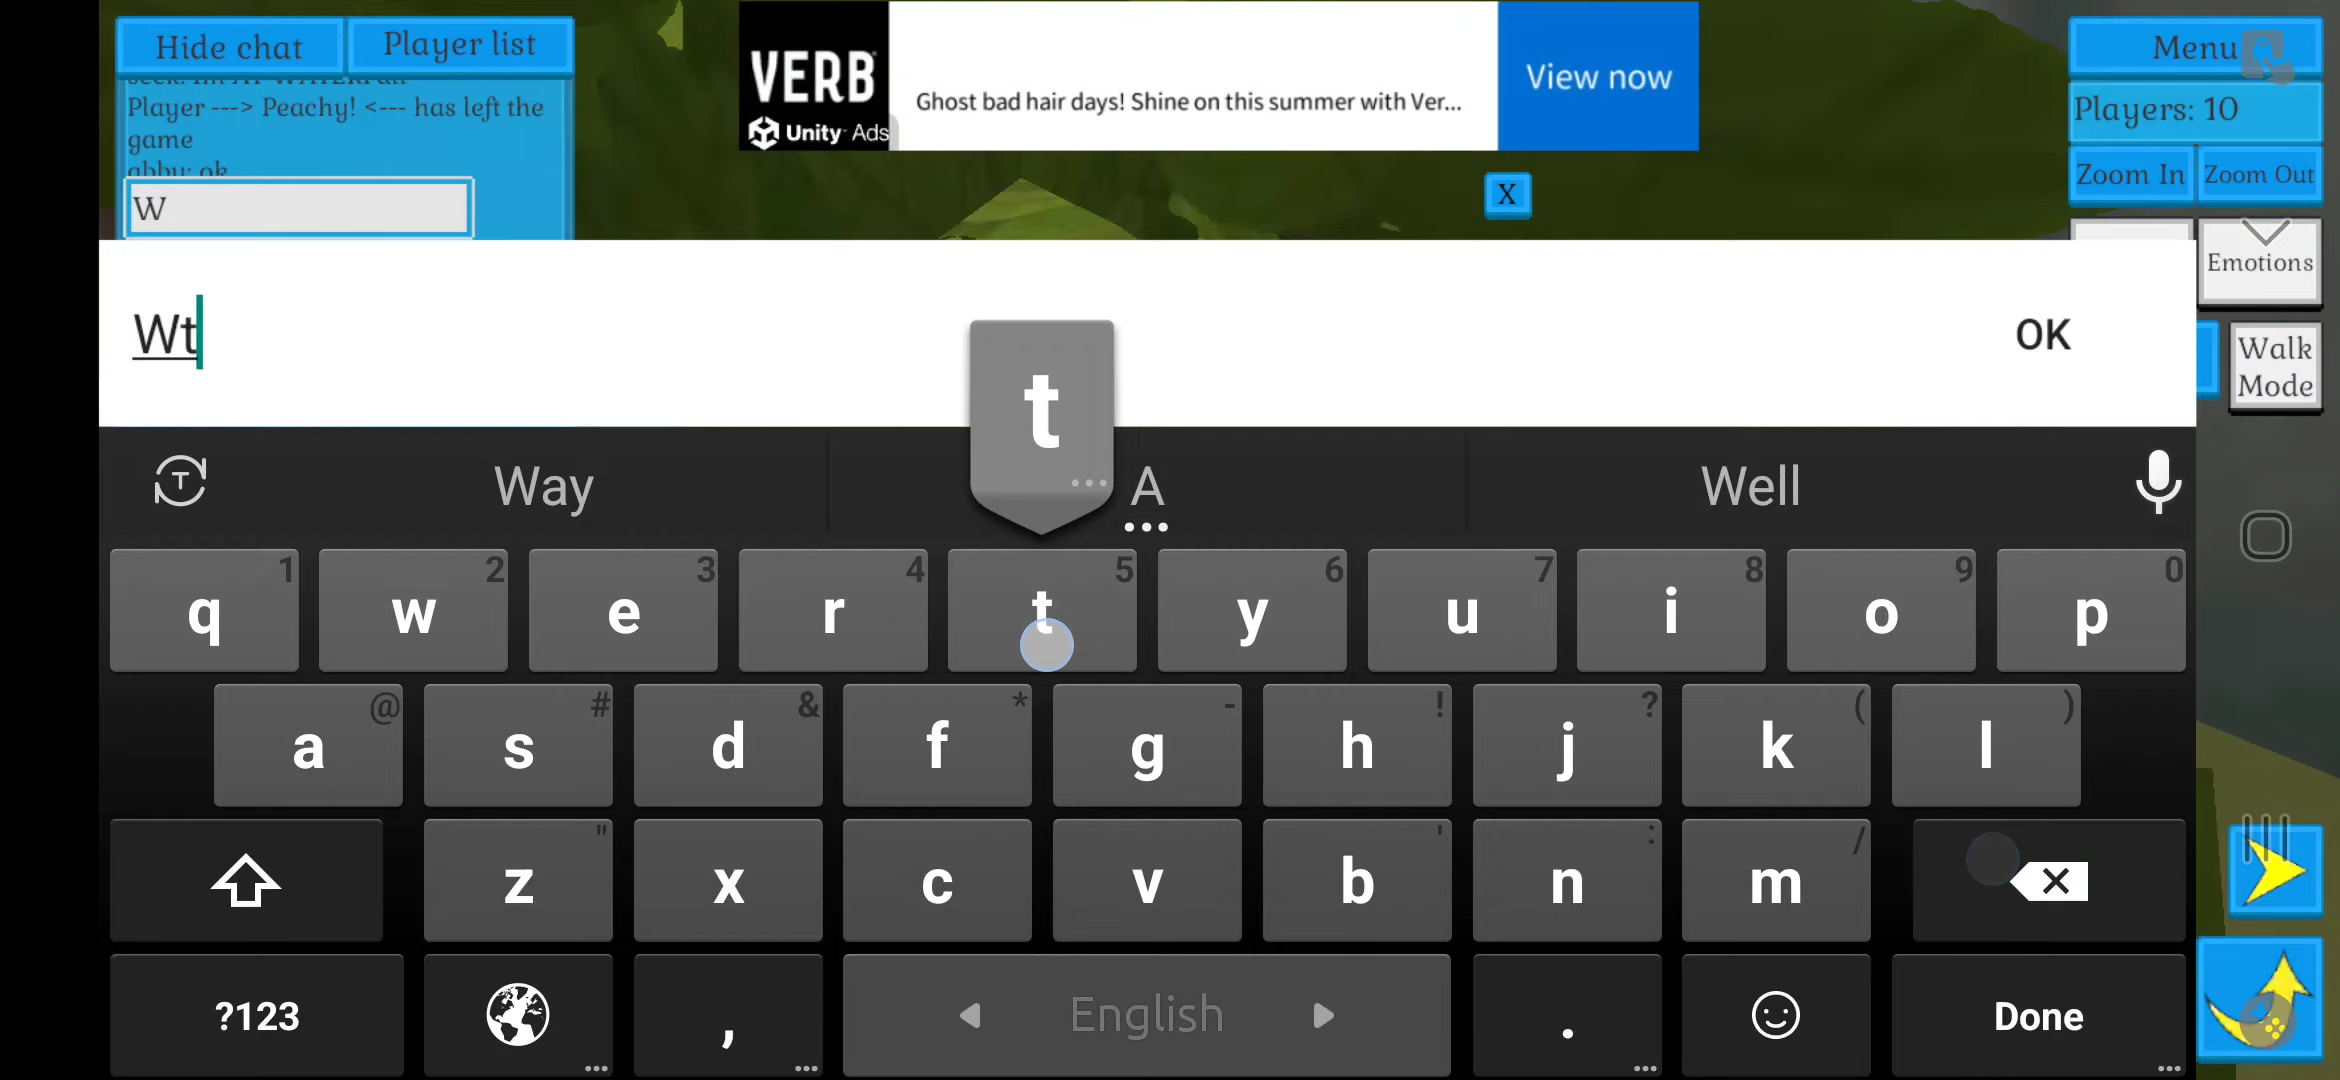 Hide chat
Player list
Player ---> Peachy! <--- has left the
game
abby: ok
W
VERB
Unity Ads
Ghost bad hair days! Shine on this summer with Ver...
View now
X
Menu
Players: 10
Zoom In
Zoom Out
Emotions
Walk
Mode
Wt
OK
t
Way
A
Well
1 2 3 4 5 6 7 8 9 0
q w e r t y u i o p
@ # & * - ! ? ( )
a s d f g h j k l
" ' : /
z x c v b n m
?123 , English . Done